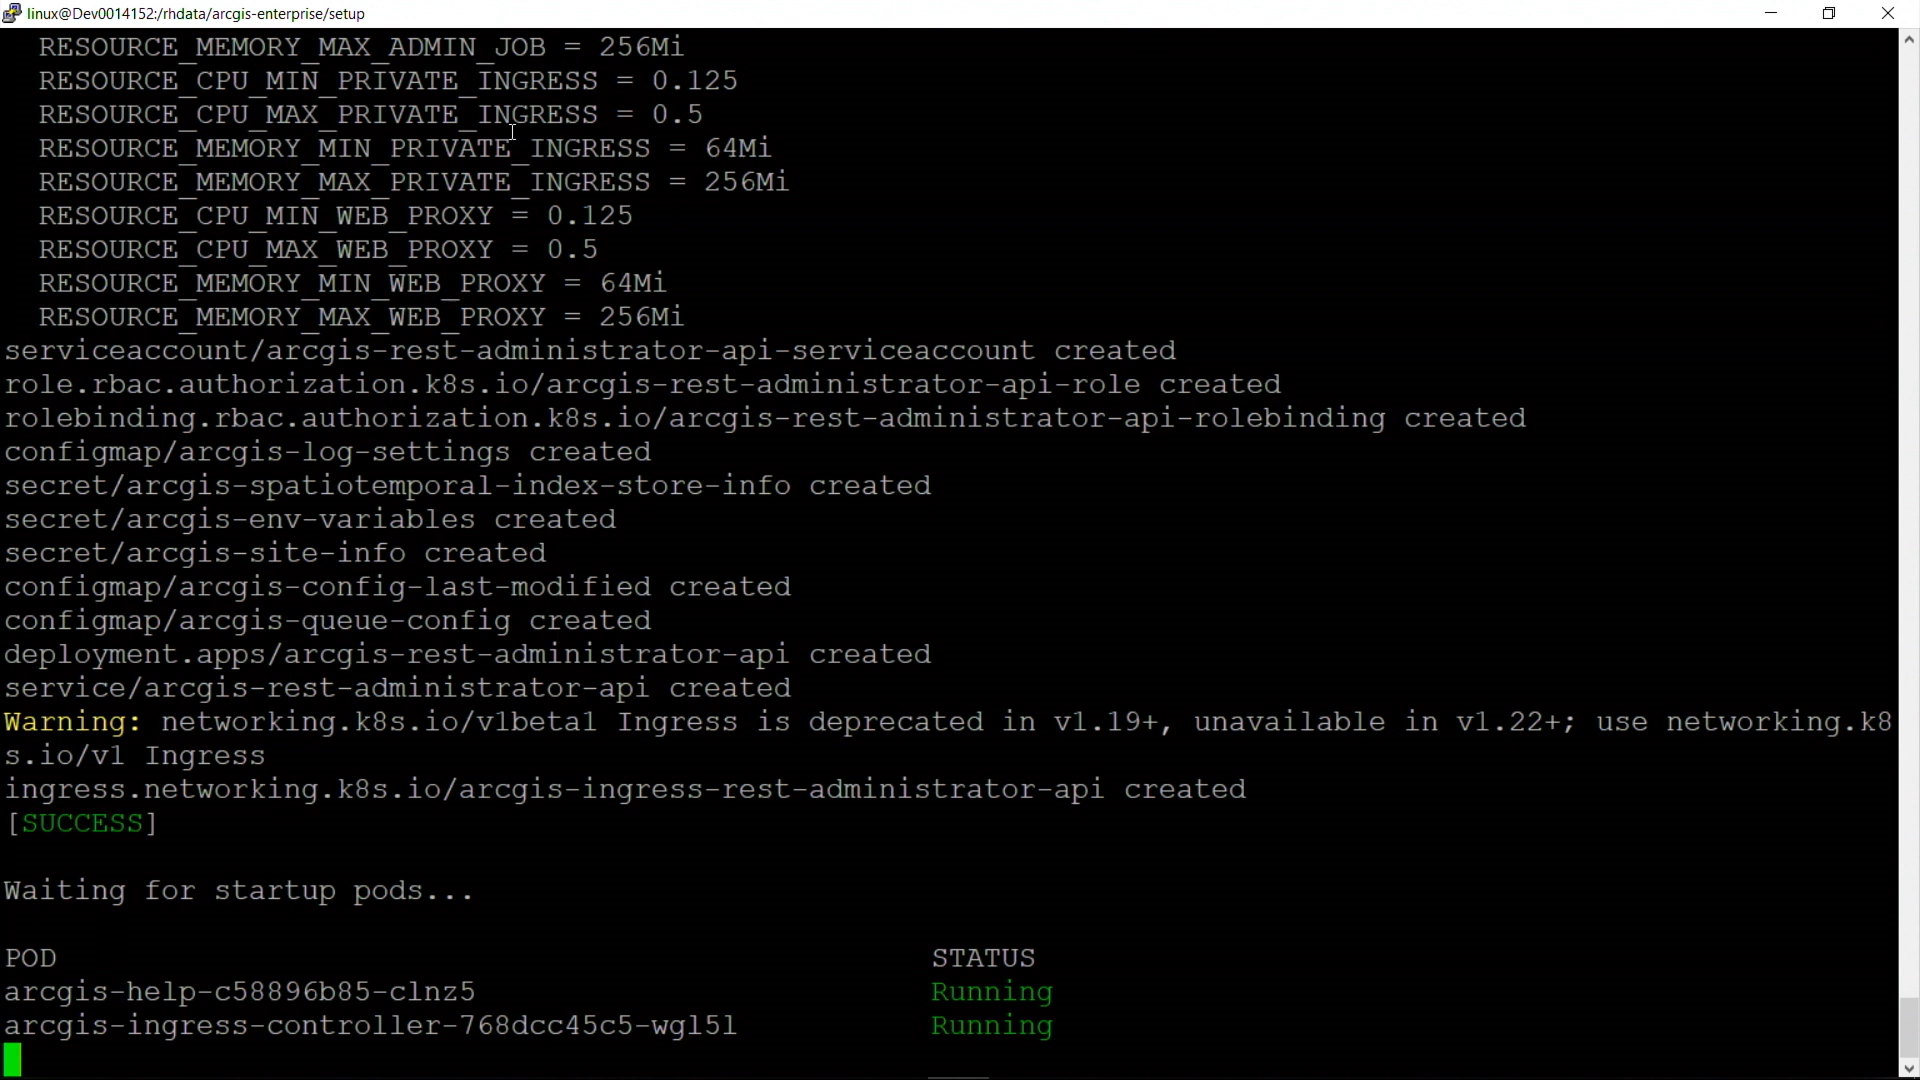 linux@Dev0014152:/rhdata/arcgis-enterprise/setup
RESOURCE_MEMORY_MAX_ADMIN_JOB = 256Mi
RESOURCE_CPU_MIN_PRIVATE_INGRESS = 0.125
RESOURCE_CPU_MAX_PRIVATE_INGRESS = 0.5
RESOURCE_MEMORY_MIN_PRIVATE_INGRESS = 64Mi
RESOURCE_MEMORY_MAX_PRIVATE_INGRESS = 256Mi
RESOURCE_CPU_MIN_WEB_PROXY = 0.125
RESOURCE_CPU_MAX_WEB_PROXY = 0.5
RESOURCE_MEMORY_MIN_WEB_PROXY = 64Mi
RESOURCE_MEMORY_MAX_WEB_PROXY = 256Mi
serviceaccount/arcgis-rest-administrator-api-serviceaccount created
role.rbac.authorization.k8s.io/arcgis-rest-administrator-api-role created
rolebinding.rbac.authorization.k8s.io/arcgis-rest-administrator-api-rolebinding created
configmap/arcgis-log-settings created
secret/arcgis-spatiotemporal-index-store-info created
secret/arcgis-env-variables created
secret/arcgis-site-info created
configmap/arcgis-config-last-modified created
configmap/arcgis-queue-config created
deployment.apps/arcgis-rest-administrator-api created
service/arcgis-rest-administrator-api created
Warning: networking.k8s.io/v1beta1 Ingress is deprecated in v1.19+, unavailable in v1.22+; use networking.k8
s.io/v1 Ingress
ingress.networking.k8s.io/arcgis-ingress-rest-administrator-api created
[SUCCESS]
Waiting for startup pods...
POD STATUS
arcgis-help-c58896b85-clnz5 Running
arcgis-ingress-controller-768dcc45c5-wgl5l Running